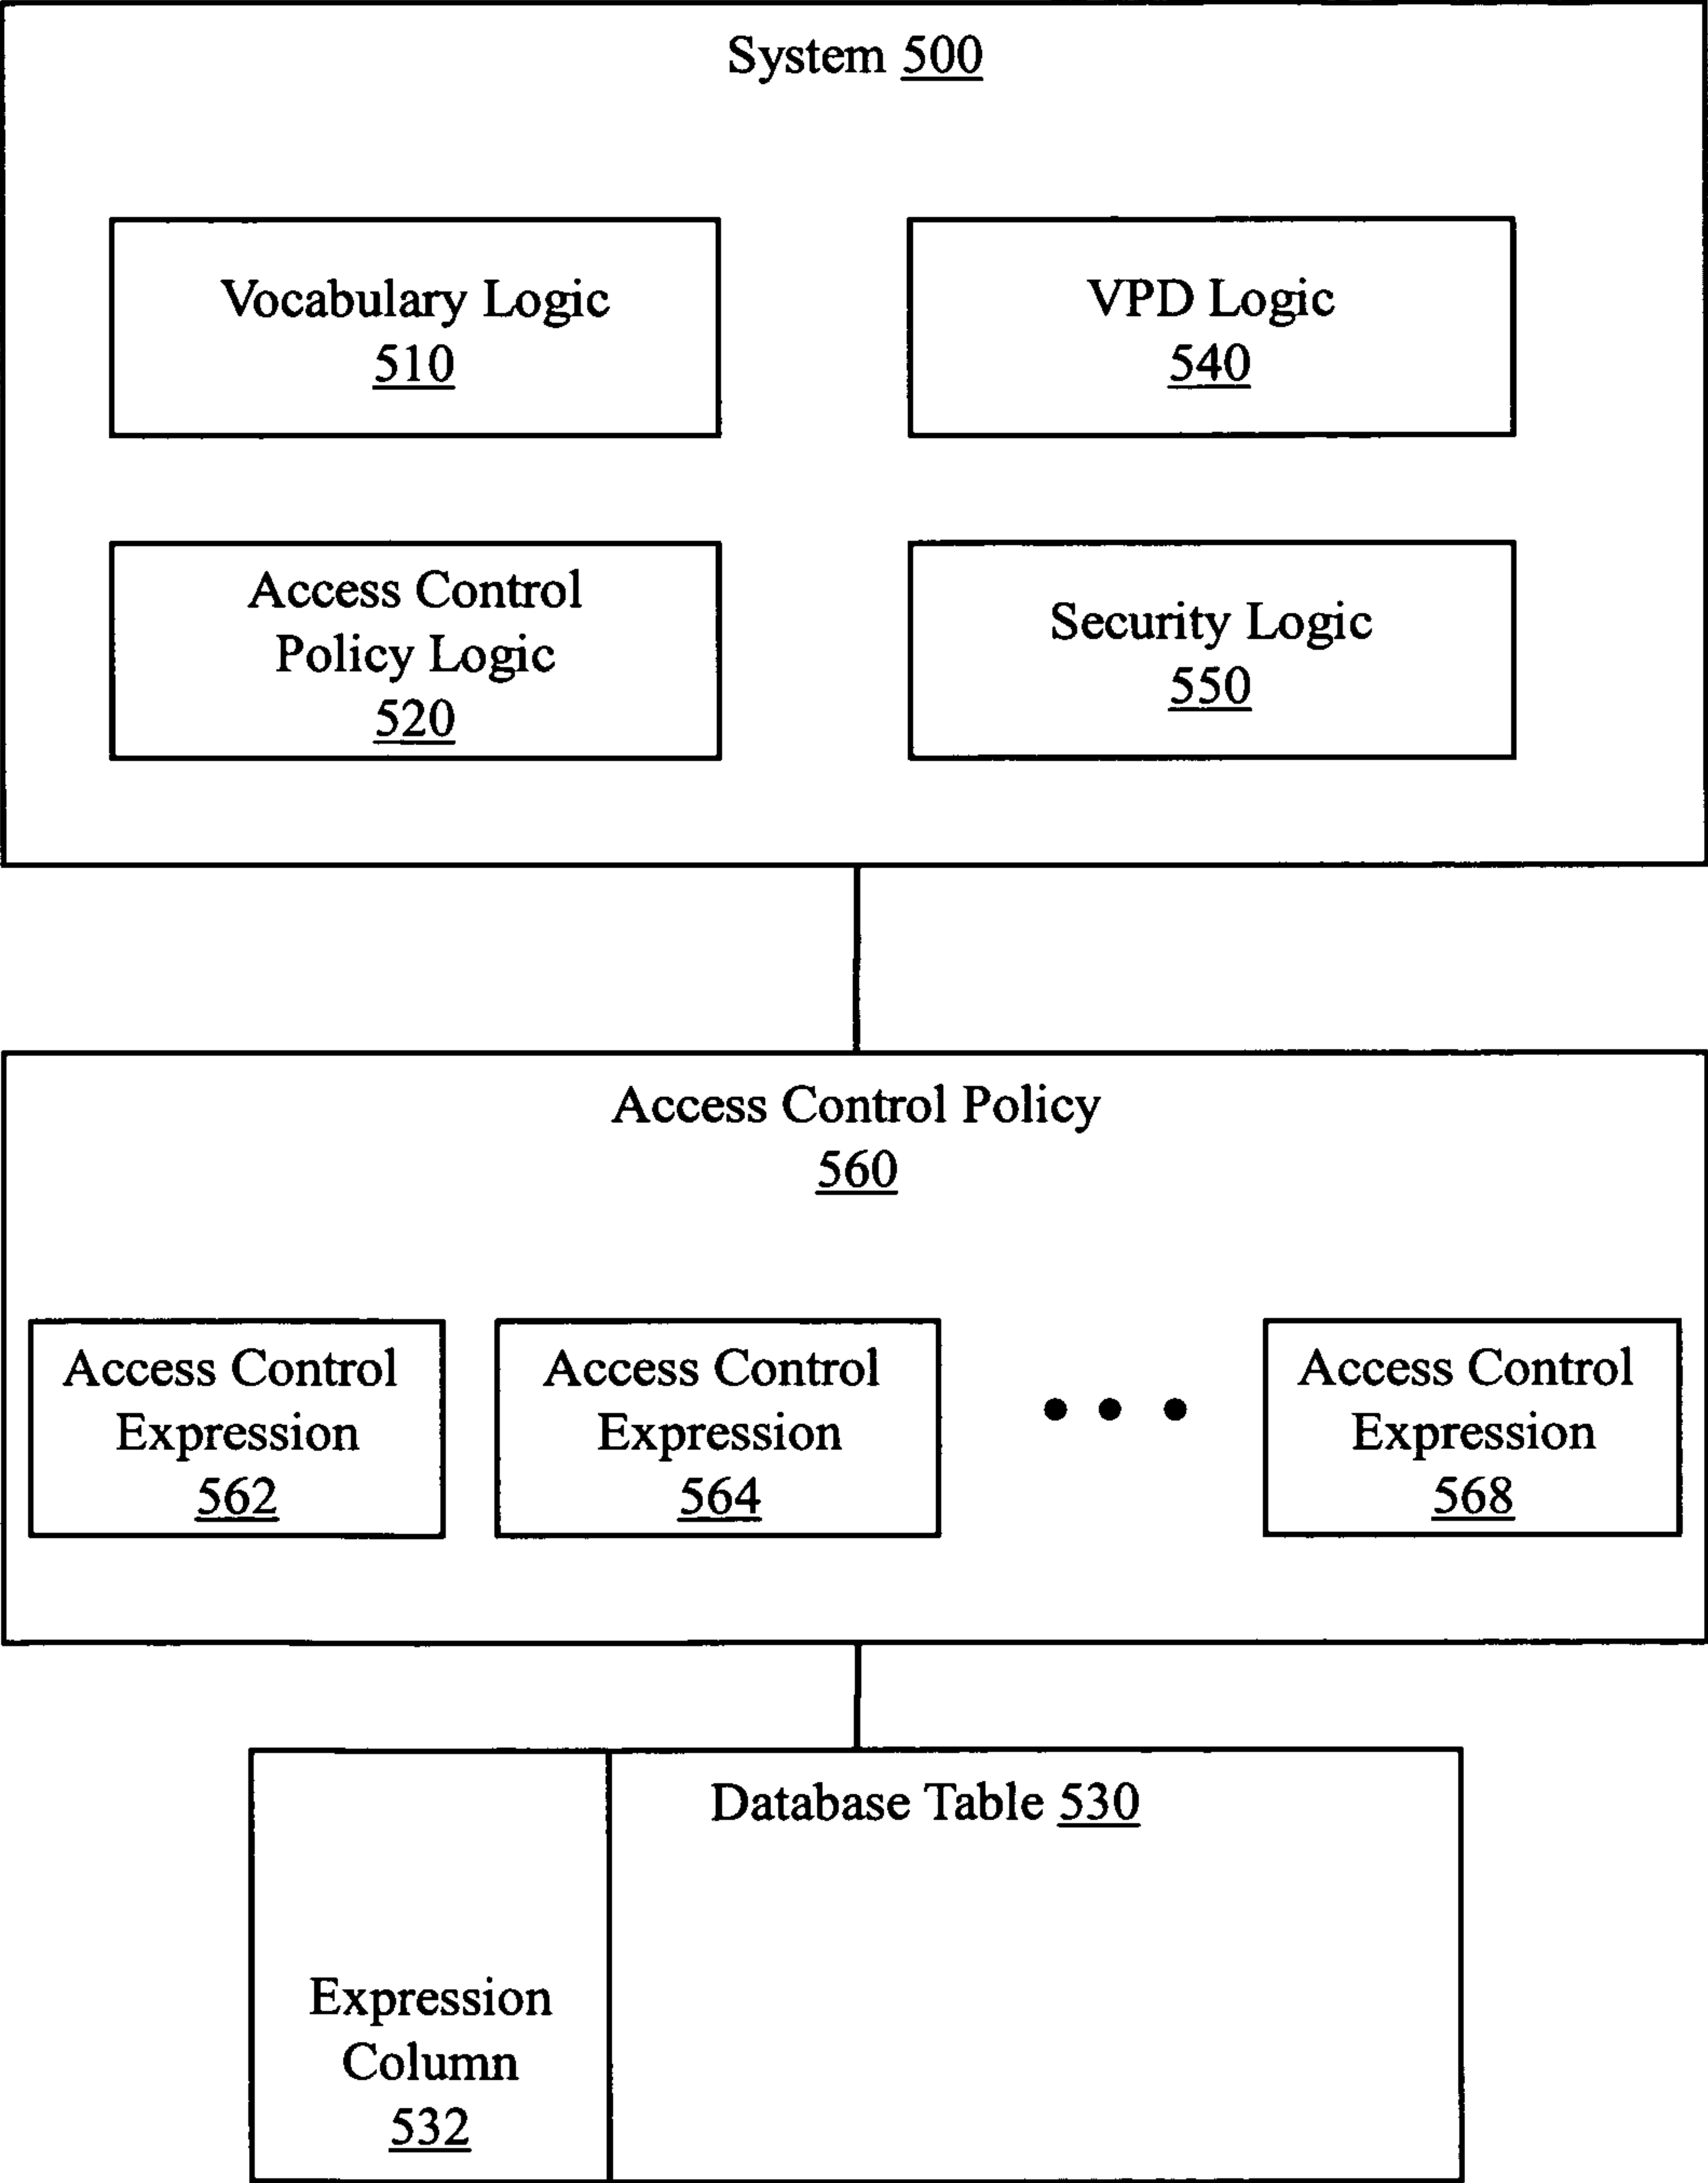 System 500
Vocabulary Logic
510
VPD Logic
540
Access Control
Policy Logic
520
Security Logic
550
Access Control Policy
560
Access Control
Expression
562
Access Control
Expression
564
Access Control
Expression
568
Database Table 530
Expression
Column
532